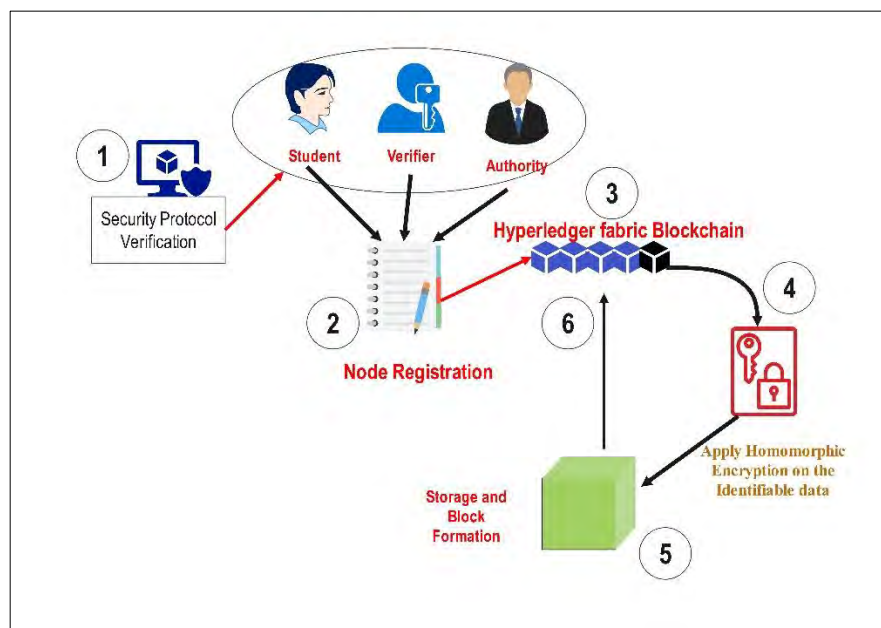 1
Security Protocol
Verification
Student
Verifier
Authority
2
Node Registration
3
Hyperledger fabric Blockchain
4
Apply Homomorphic
Encryption on the
Identifiable data
Storage and
Block
Formation
5
6